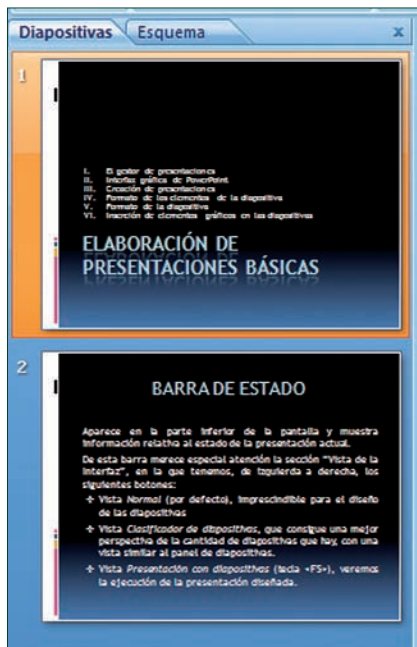 Diapositivas Esquema x
1
I. El gestor de presentaciones
II. Interfaz gráfica de PowerPoint
III. Creación de presentaciones
IV. Formato de los elementos de la diapositiva
V. Formato de la diapositiva
VI. Inserción de elementos gráficos en las diapositivas
ELABORACIÓN DE
PRESENTACIONES BÁSICAS
2
BARRA DE ESTADO
Aparece en la parte inferior de la pantalla y muestra
información relativa al estado de la presentación actual.
De esta barra merece especial atención la sección "Vista de la
Interfaz", en la que tenemos, de izquierda a derecha, los
siguientes botones:
Vista Normal (por defecto), imprescindible para el diseño
de las diapositivas
Vista Clasificador de diapositivas, que consigue una mejor
perspectiva de la cantidad de diapositivas que hay, con una
vista similar al panel de diapositivas.
Vista Presentación con diapositivas (tecla «F5»), veremos
la ejecución de la presentación diseñada.